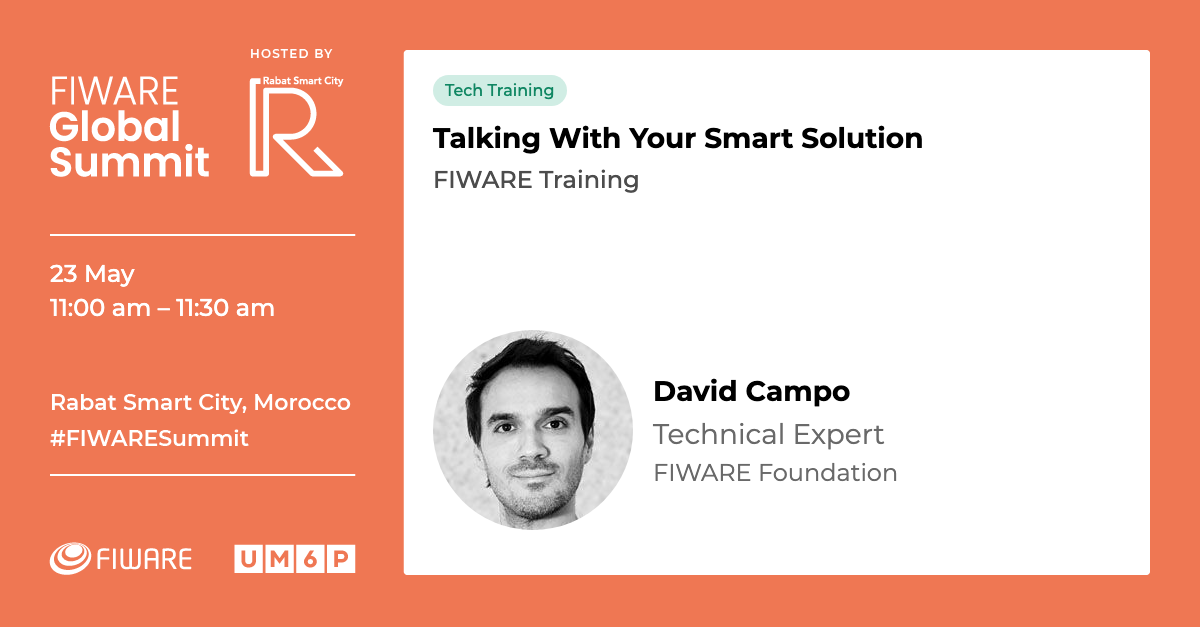 HOSTED BY
Rabat Smart City
R
FIWARE
Global
Summit
23 May
11:00 am – 11:30 am
Rabat Smart City, Morocco
#FIWARESummit
FIWARE
UM6P
Tech Training
Talking With Your Smart Solution
FIWARE Training
David Campo
Technical Expert
FIWARE Foundation